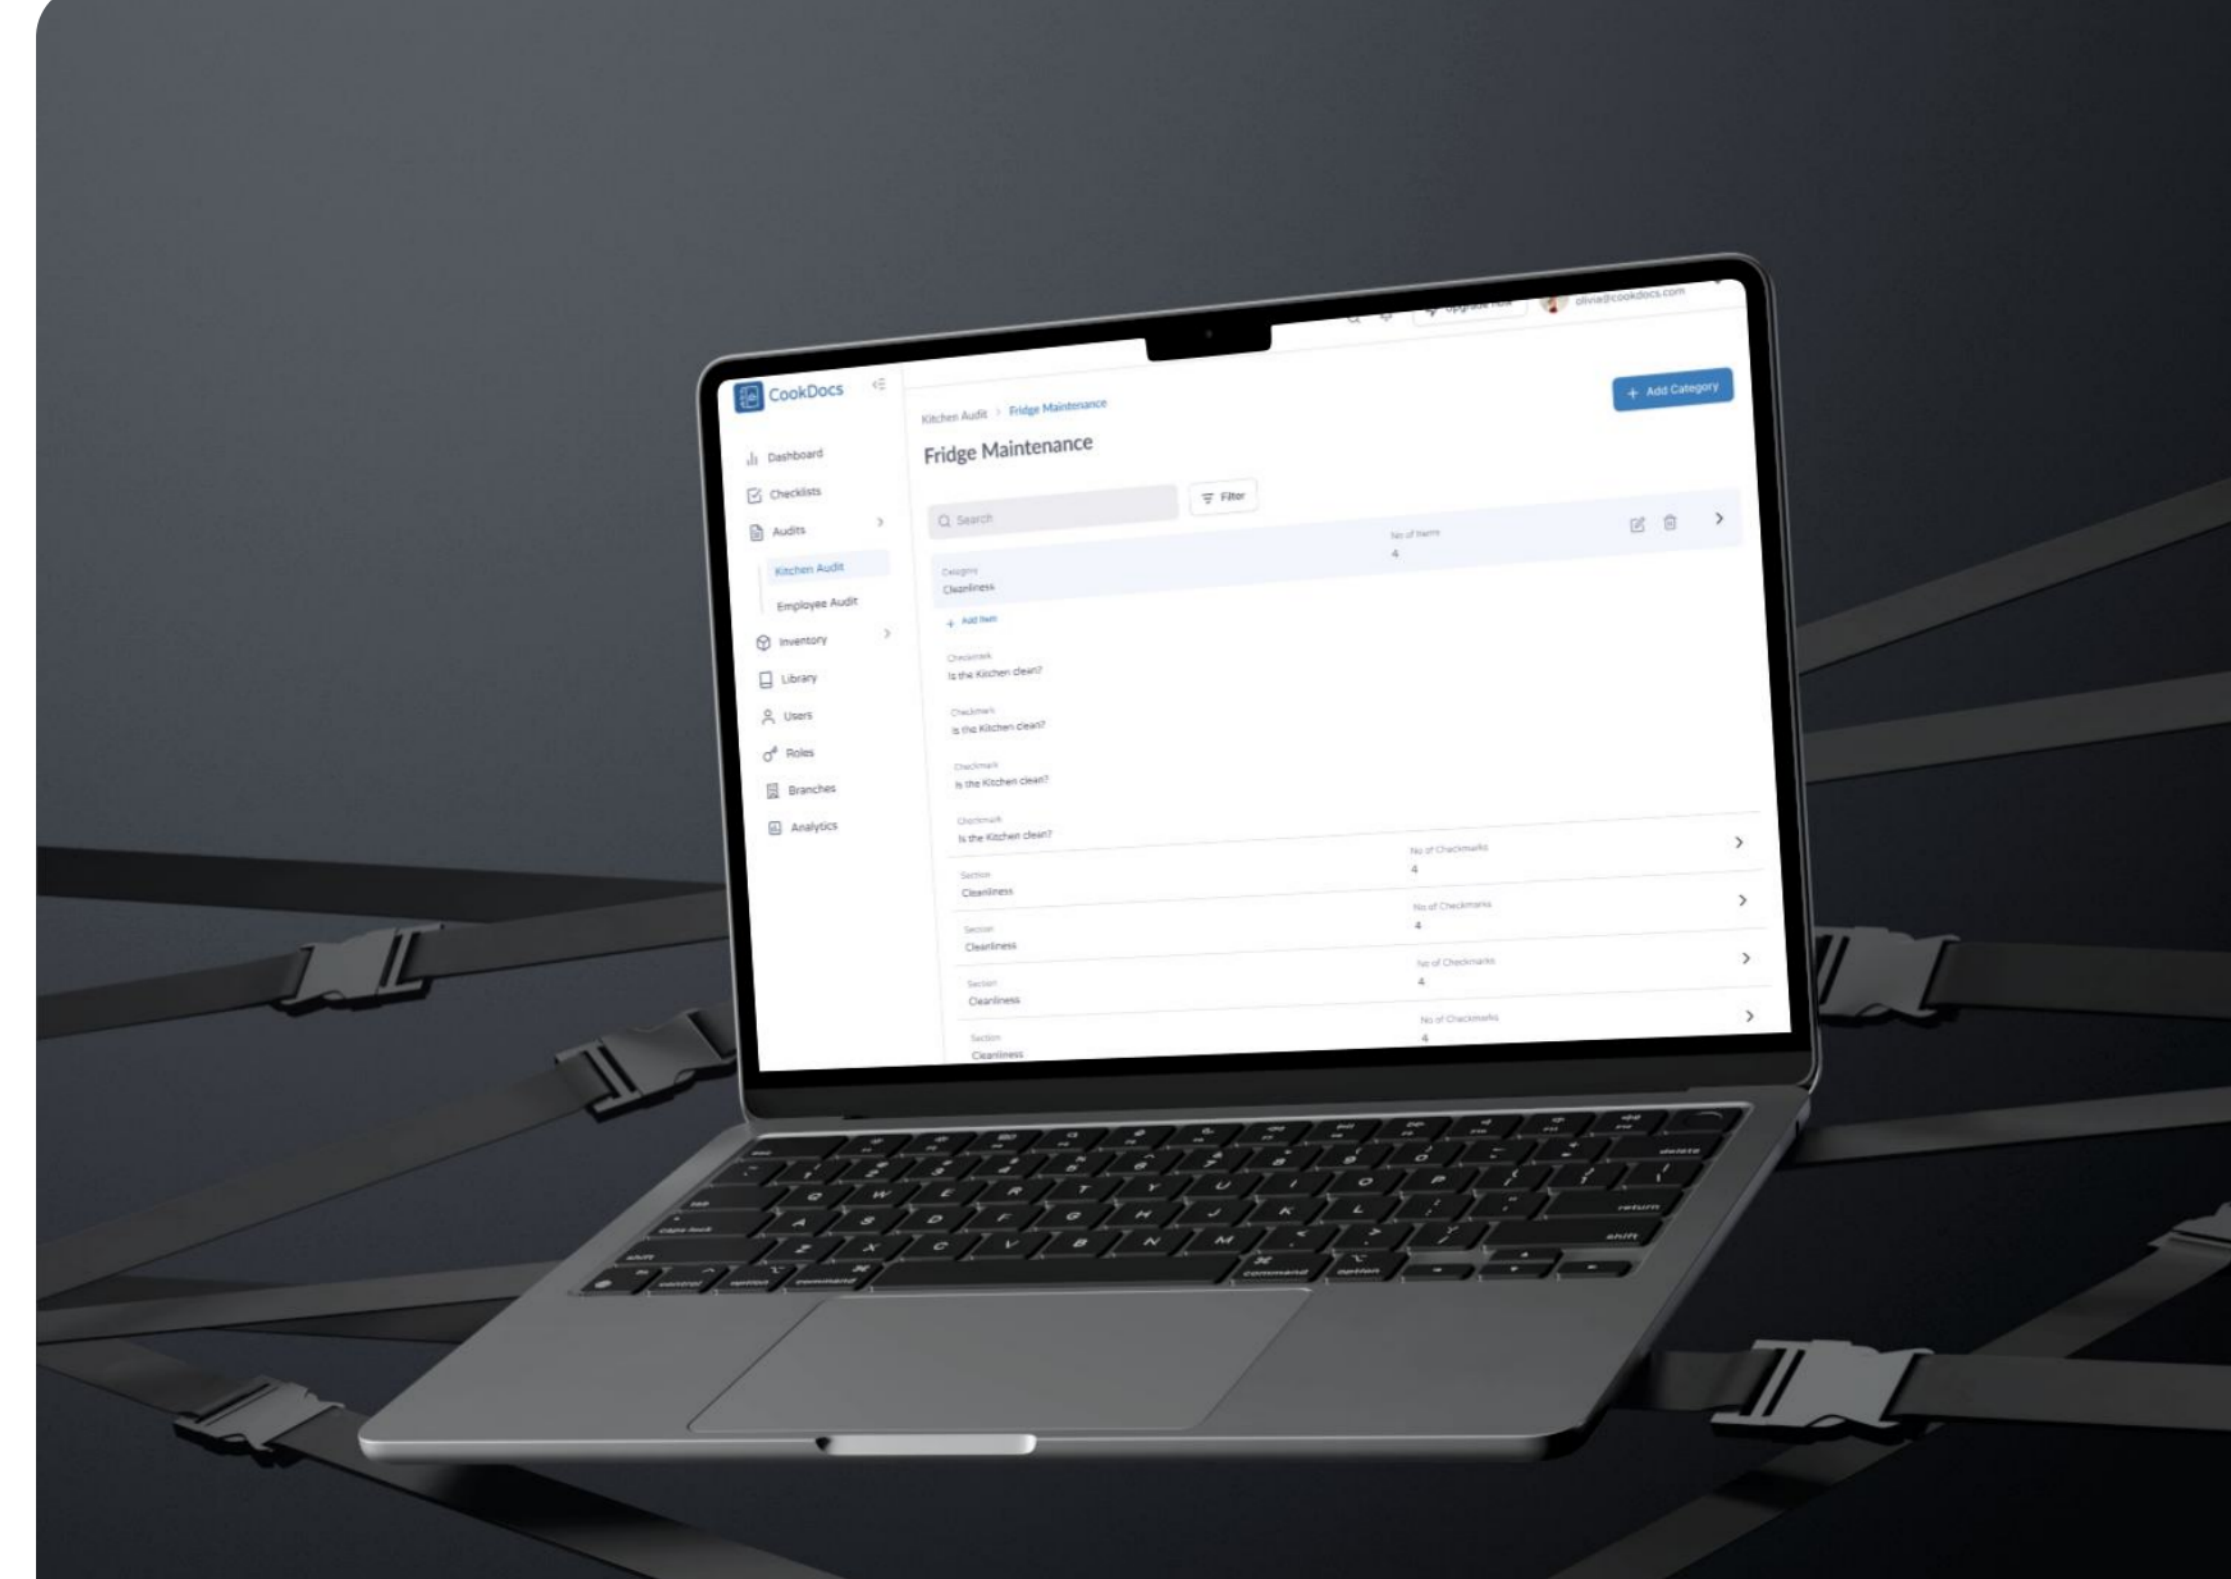 CookDocs
Dashboard
Checklists
Audits
Kitchen Audit
Employee Audit
Inventory
Library
Users
Roles
Branches
Analytics
Upgrade now
olivia@cookdocs.com
Kitchen Audit > Fridge Maintenance
+ Add Category
Fridge Maintenance
Search
Filter
Category
Cleanliness
No of Items
4
+ Add Item
Checkmark
Is the Kitchen clean?
Checkmark
Is the Kitchen clean?
Checkmark
Is the Kitchen clean?
Checkmark
Is the Kitchen clean?
Section
Cleanliness
No of Checkmarks
4
Section
Cleanliness
No of Checkmarks
4
Section
Cleanliness
No of Checkmarks
4
Section
Cleanliness
No of Checkmarks
4
delete
tab
Q W E R T Y U I O P
caps lock
A S D F G H J K L
return
shift
Z X C V B N M
shift
control option command
command option